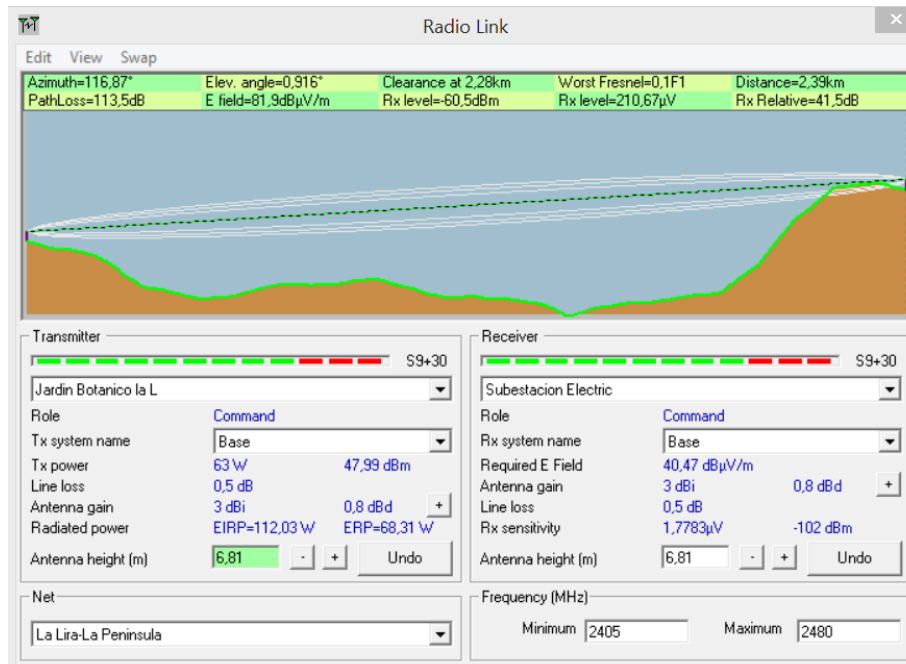 Radio Link
Edit View Swap
Azimuth=116,87° Elev. angle=0,916° Clearance at 2,28km Worst Fresnel=0,1F1 Distance=2,39km
PathLoss=113,5dB E field=81,9dBµV/m Rx level=-60,5dBm Rx level=210,67µV Rx Relative=41,5dB
Transmitter
S9+30
Jardin Botanico la L
Role Command
Tx system name Base
Tx power 63 W 47,99 dBm
Line loss 0,5 dB
Antenna gain 3 dBi 0,8 dBd +
Radiated power EIRP=112,03 W ERP=68,31 W
Antenna height (m) 6,81 - + Undo
Net
La Lira-La Peninsula
Receiver
S9+30
Subestacion Electric
Role Command
Rx system name Base
Required E Field 40,47 dBµV/m
Antenna gain 3 dBi 0,8 dBd +
Line loss 0,5 dB
Rx sensitivity 1,7783µV -102 dBm
Antenna height (m) 6,81 - + Undo
Frequency (MHz)
Minimum 2405 Maximum 2480